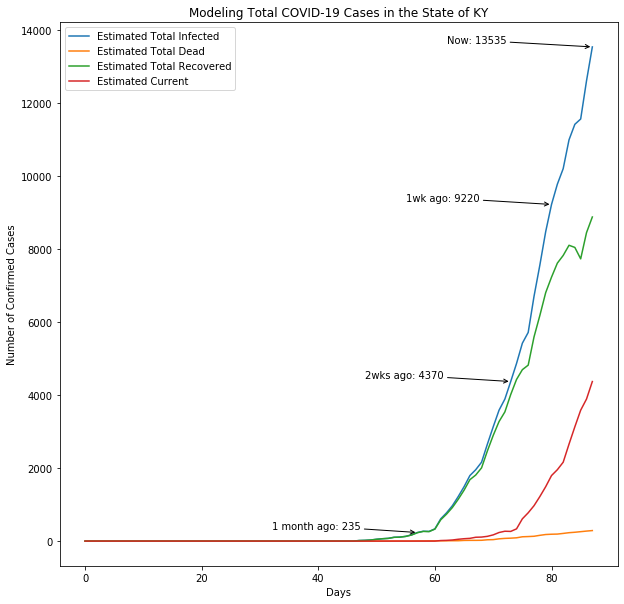 Modeling Total COVID-19 Cases in the State of KY
Estimated Total Infected
Estimated Total Dead
Estimated Total Recovered
Estimated Current
Now: 13535
1wk ago: 9220
2wks ago: 4370
1 month ago: 235
Number of Confirmed Cases
14000
12000
10000
8000
6000
4000
2000
0
0 20 40 60 80
Days